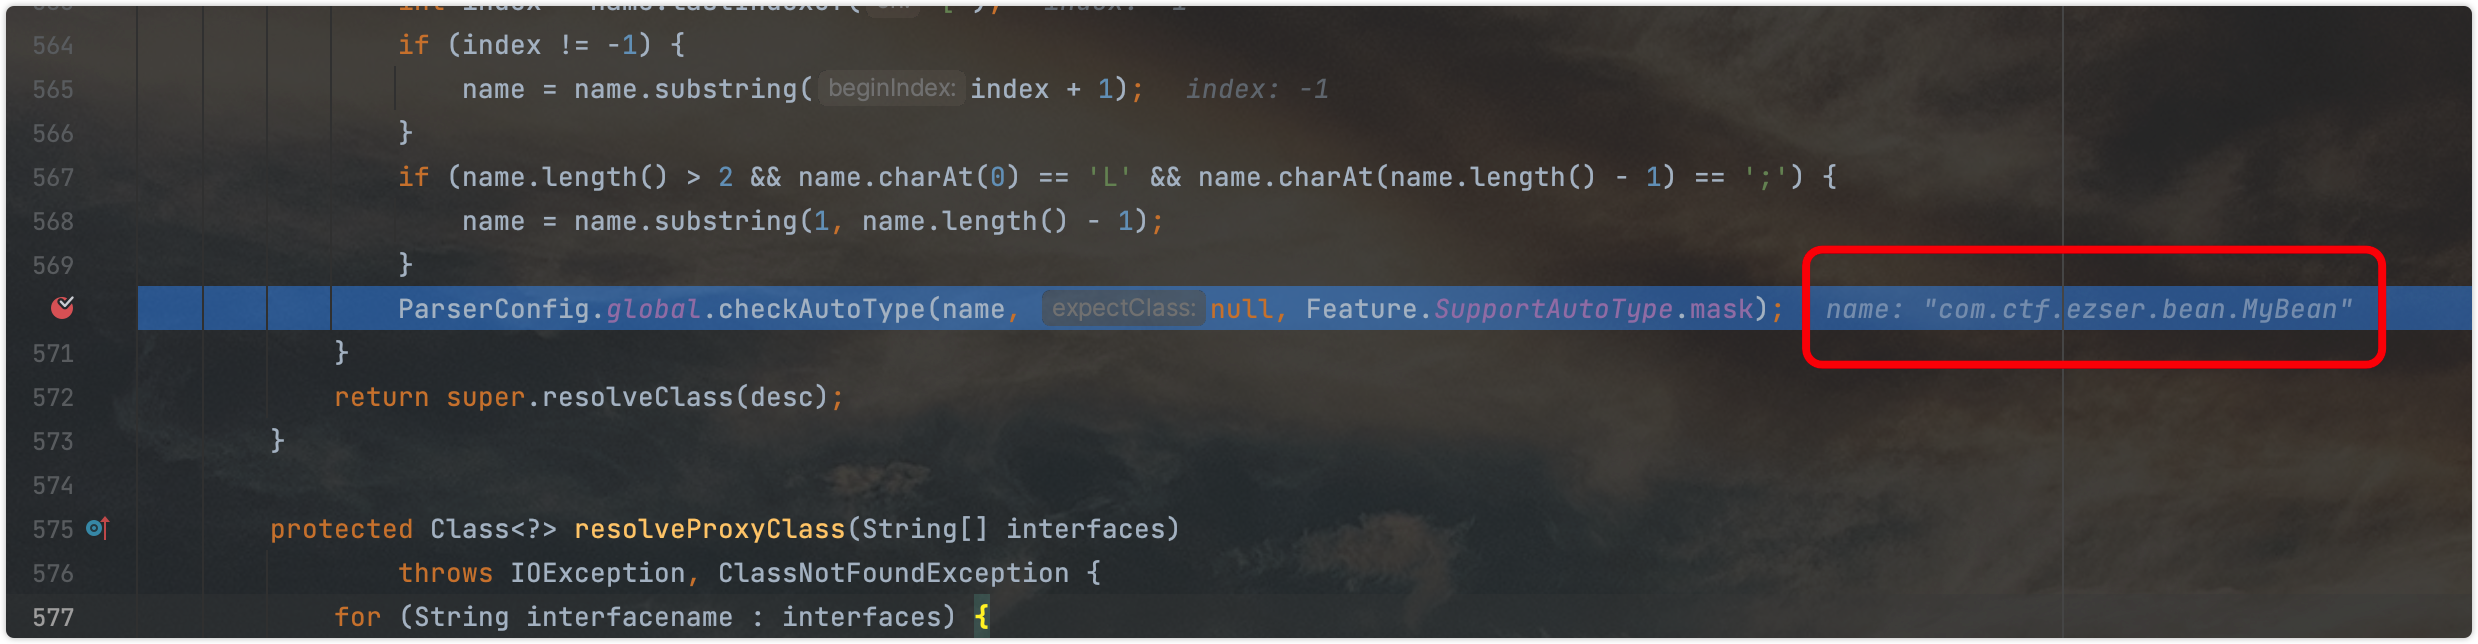 564 if (index != -1) {
565 name = name.substring( beginIndex: index + 1); index: -1
566 }
567 if (name.length() > 2 && name.charAt(0) == 'L' && name.charAt(name.length() - 1) == ';') {
568 name = name.substring(1, name.length() - 1);
569 }
ParserConfig.global.checkAutoType(name, expectClass: null, Feature.SupportAutoType.mask); name: "com.ctf.ezser.bean.MyBean"
571 }
572 return super.resolveClass(desc);
573 }
574
575 protected Class<?> resolveProxyClass(String[] interfaces)
576 throws IOException, ClassNotFoundException {
577 for (String interfacename : interfaces) {